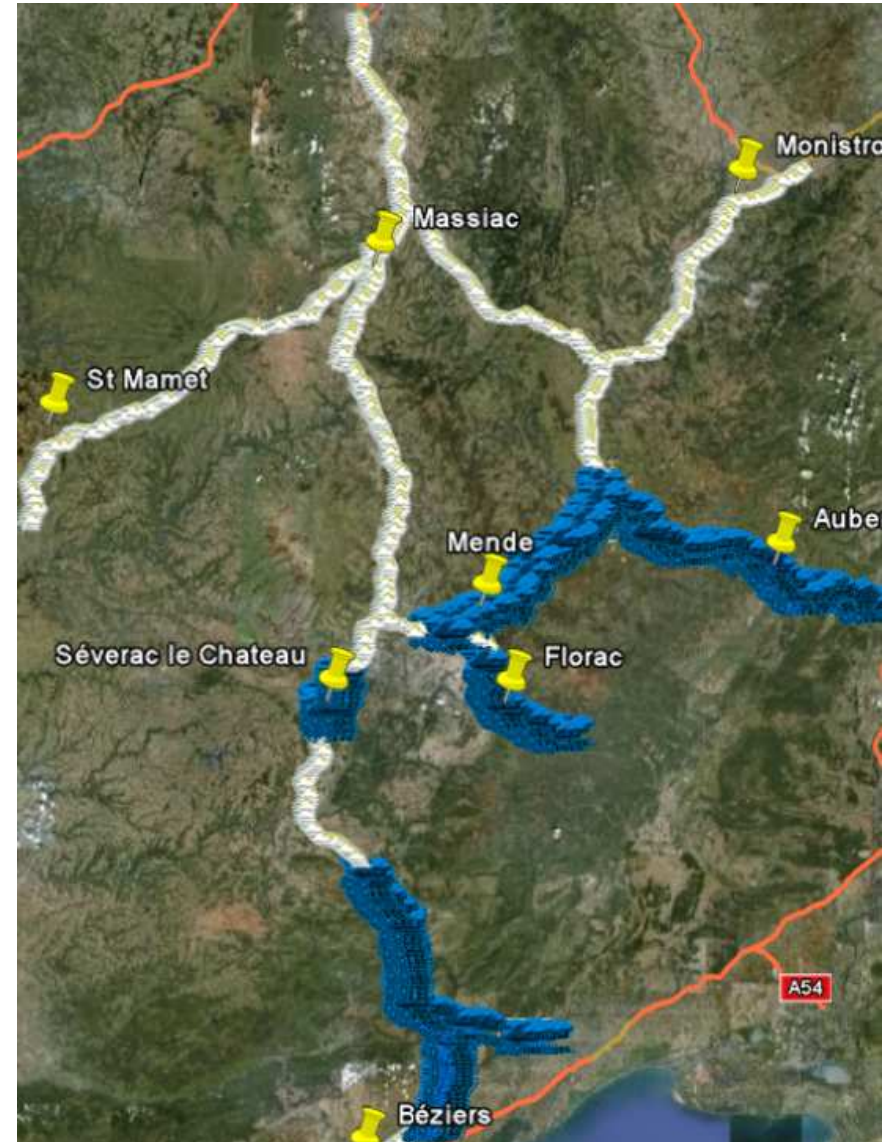 Monistro
Massiac
St Mamet
Aube
Mende
Séverac le Chateau
Florac
A54
Béziers